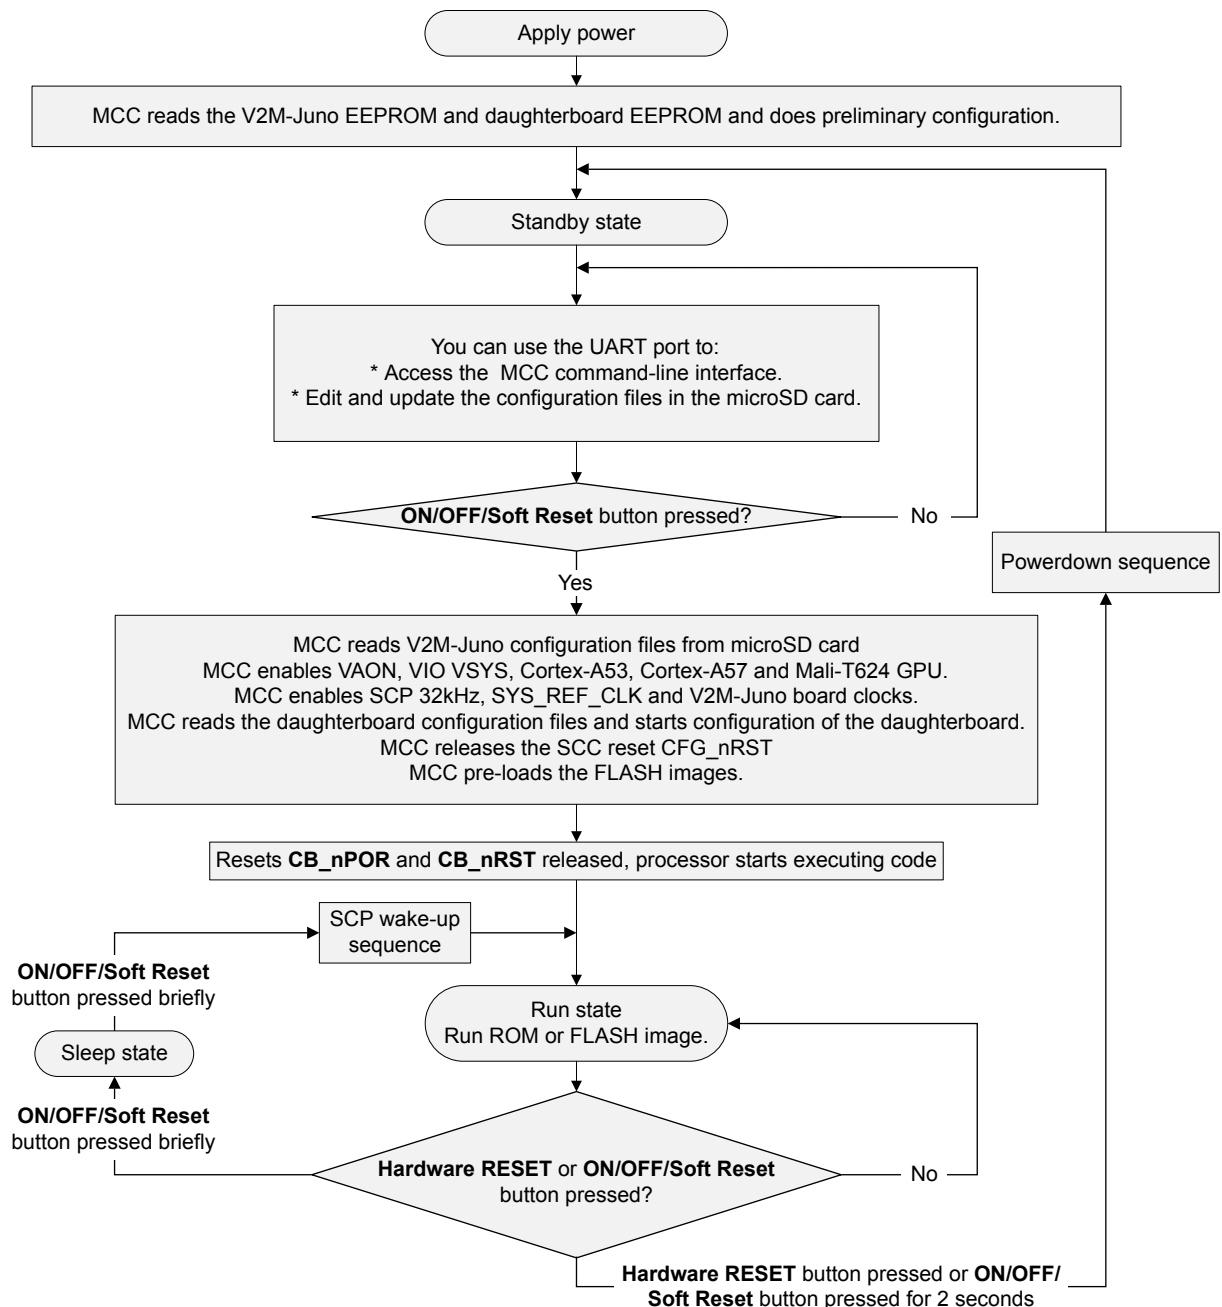 Apply power
MCC reads the V2M-Juno EEPROM and daughterboard EEPROM and does preliminary configuration.
Standby state
You can use the UART port to:
* Access the MCC command-line interface.
* Edit and update the configuration files in the microSD card.
ON/OFF/Soft Reset button pressed?
No
Powerdown sequence
Yes
MCC reads V2M-Juno configuration files from microSD card
MCC enables VAON, VIO VSYS, Cortex-A53, Cortex-A57 and Mali-T624 GPU.
MCC enables SCP 32kHz, SYS_REF_CLK and V2M-Juno board clocks.
MCC reads the daughterboard configuration files and starts configuration of the daughterboard.
MCC releases the SCC reset CFG_nRST
MCC pre-loads the FLASH images.
Resets CB_nPOR and CB_nRST released, processor starts executing code
SCP wake-up
sequence
ON/OFF/Soft Reset
button pressed briefly
Run state
Run ROM or FLASH image.
Sleep state
ON/OFF/Soft Reset
button pressed briefly
Hardware RESET or ON/OFF/Soft Reset
button pressed?
No
Hardware RESET button pressed or ON/OFF/
Soft Reset button pressed for 2 seconds